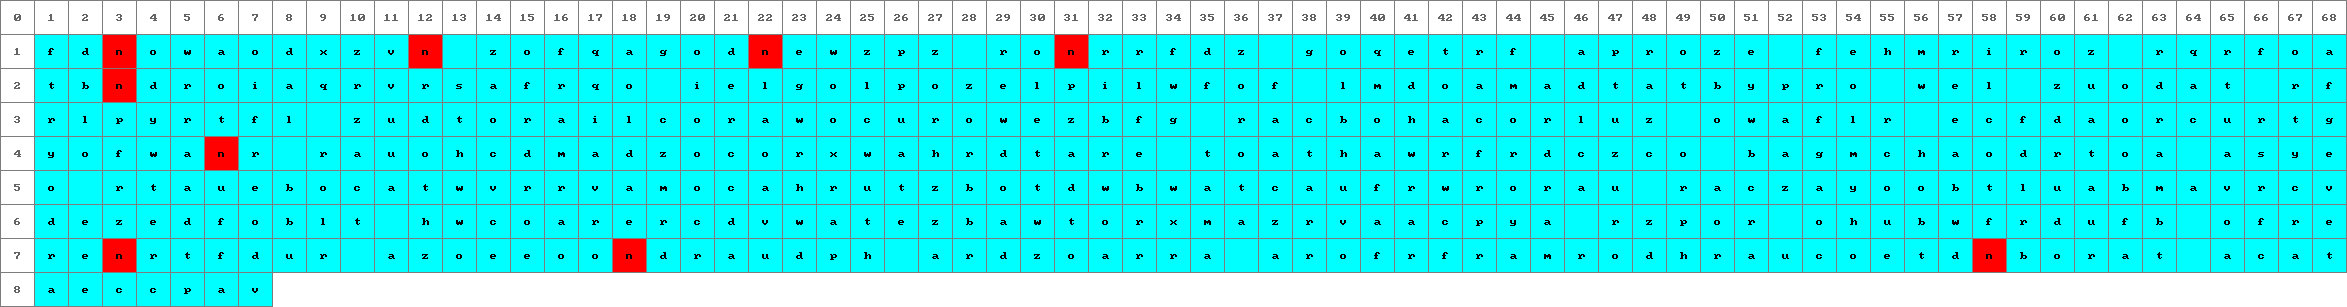 0 1 2 3 4 5 6 7 8 9 10 11 12 13 14 15 16 17 18 19 20 21 22 23 24 25 26 27 28 29 30 31 32 33 34 35 36 37 38 39 40 41 42 43 44 45 46 47 48 49 50 51 52 53 54 55 56 57 58 59 60 61 62 63 64 65 66 67 68
1 f d n o w a o d x z v n z o f q a g o d n e w z p z r o n r r f d z g o q e t r f a p r o z e f e h m r i r o z r q r f o a
2 t b n d r o i a q r v r s a f r q o i e l g o l p o z e l p i l w f o f l m d o a m a d t a t b y p r o w e l z u o d a t r f
3 r l p y r t f l z u d t o r a i l c o r a w o c u r o w e z b f g r a c b o h a c o r l u z o w a f l r e c f d a o r c u r t g
4 y o f w a n r r a u o h c d m a d z o c o r x w a h r d t a r e t o a t h a w r f r d c z c o b a g m c h a o d r t o a a s y e
5 o r t a u e b o c a t w v r r v a m o c a h r u t z b o t d w b w a t c a u f r w r o r a u r a c z a y o o b t l u a b m a v r c v
6 d e z e d f o b l t h w c o a r e r c d v w a t e z b a w t o r x m a z r v a a c p y a r z p o r o h u b w f r d u f b o f r e
7 r e n r t f d u r a z o e e o o n d r a u d p h a r d z o a r r a a r o f r f r a m r o d h r a u c o e t d n b o r a t a c a t
8 a e c c p a v